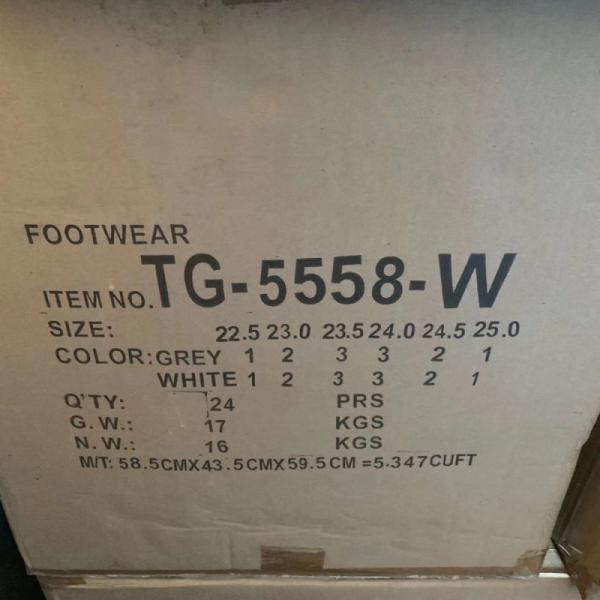 FOOTWEAR
ITEM NO. TG-5558-W
SIZE: 22.5 23.0 23.5 24.0 24.5 25.0
COLOR: GREY 1 2 3 3 2 1
WHITE 1 2 3 3 2 1
Q'TY: 24 PRS
G. W.: 17 KGS
N. W.: 16 KGS
M/T: 58.5CMX43.5CMX59.5CM =5.347CUFT